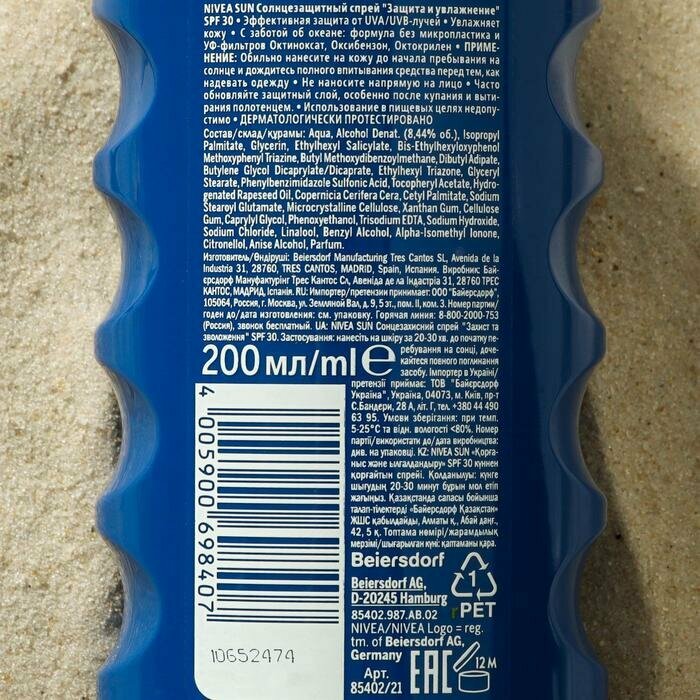 NIVEA SUN Солнцезащитный спрей "Защита и увлажнение"
SPF 30 • Эффективная защита от UVA/UVB-лучей • Увлажняет
кожу • С заботой об океане: формула без микропластика и
УФ-фильтров Октиноксат, Оксибензон, Октокрилен • ПРИМЕ-
НЕНИЕ: Обильно нанесите на кожу до начала пребывания на
солнце и дождитесь полного впитывания средства перед тем, как
надевать одежду • Не наносите напрямую на лицо • Часто
обновляйте защитный слой, особенно после купания и выти-
рания полотенцем. • Использование в пищевых целях недопу-
стимо • ДЕРМАТОЛОГИЧЕСКИ ПРОТЕСТИРОВАНО
Состав/склад/құрамы: Aqua, Alcohol Denat. (8,44% об.), Isopropyl
Palmitate, Glycerin, Ethylhexyl Salicylate, Bis-Ethylhexyloxyphenol
Methoxyphenyl Triazine, Butyl Methoxydibenzoylmethane, Dibutyl Adipate,
Butylene Glycol Dicaprylate/Dicaprate, Ethylhexyl Triazone, Glyceryl
Stearate, Phenylbenzimidazole Sulfonic Acid, Tocopheryl Acetate, Hydro-
genated Rapeseed Oil, Copernicia Cerifera Cera, Cetyl Palmitate, Sodium
Stearoyl Glutamate, Microcrystalline Cellulose, Xanthan Gum, Cellulose
Gum, Caprylyl Glycol, Phenoxyethanol, Trisodium EDTA, Sodium Hydroxide,
Sodium Chloride, Linalool, Benzyl Alcohol, Alpha-Isomethyl Ionone,
Citronellol, Anise Alcohol, Parfum.
Изготовитель/Өндіруші: Beiersdorf Manufacturing Tres Cantos SL, Avenida de la
Industria 31, 28760, TRES CANTOS, MADRID, Spain, Испания. Виробник: Бай-
єрсдорф Мануфактурінг Трес Кантос Сл, Авеніда де ла Індастріа 31, 28760 ТРЕС
КАНТОС, МАДРИД, Іспанія. RU: Импортер/претензии принимает: ООО "Байерсдорф",
105064, Россия, г. Москва, ул. Земляной Вал, д. 9, 5 эт., пом. II, ком. 3. Номер партии/
годен до/дата изготовления: см. упаковку. Горячая линия: 8-800-2000-753
(Россия), звонок бесплатный. UA: NIVEA SUN Сонцезахисний спрей "Захист та
зволоження" SPF 30. Застосування: нанесіть на шкіру за 20-30 хв. до початку пе-
200 мл/ml e
ребування на сонці, доче-
кайтеся повного поглинання
засобу. Імпортер в Україні/
претензії приймає: ТОВ "Байєрсдорф
Україна", Україна, 04073, м. Київ, пр-т
С.Бандери, 28 А, літ. Г, тел. +380 44 490
63 95. Умови зберігання: при темп.
5-25°C та відн. вологості <80%. Номер
партії/використати до/дата виробництва:
див. на упаковці. KZ: NIVEA SUN «Қорға-
ныс және ылғалдандыру» SPF 30 күннен
қорғайтын спрейі. Қолданылуы: күнге
шығудың 20-30 минут бұрын мол етіп
жағыңыз. Қазақстанда сапасы бойынша
талап-тілектерді «Байерсдорф Қазақстан»
ЖШС қабылдайды, Алматы қ., Абай даңғ.,
42, 5 қ. Топтама нөмірі/жарамдылық
мерзімі/шығарылған күні: қаптаманы қара.
4 005900 698407
10652474
Beiersdorf
Beiersdorf AG,
D-20245 Hamburg
85402.987.AB.02
NIVEA/NIVEA Logo = reg.
tm. of Beiersdorf AG,
Germany
Арт.
85402/21
1
rPET
EAC
12 M